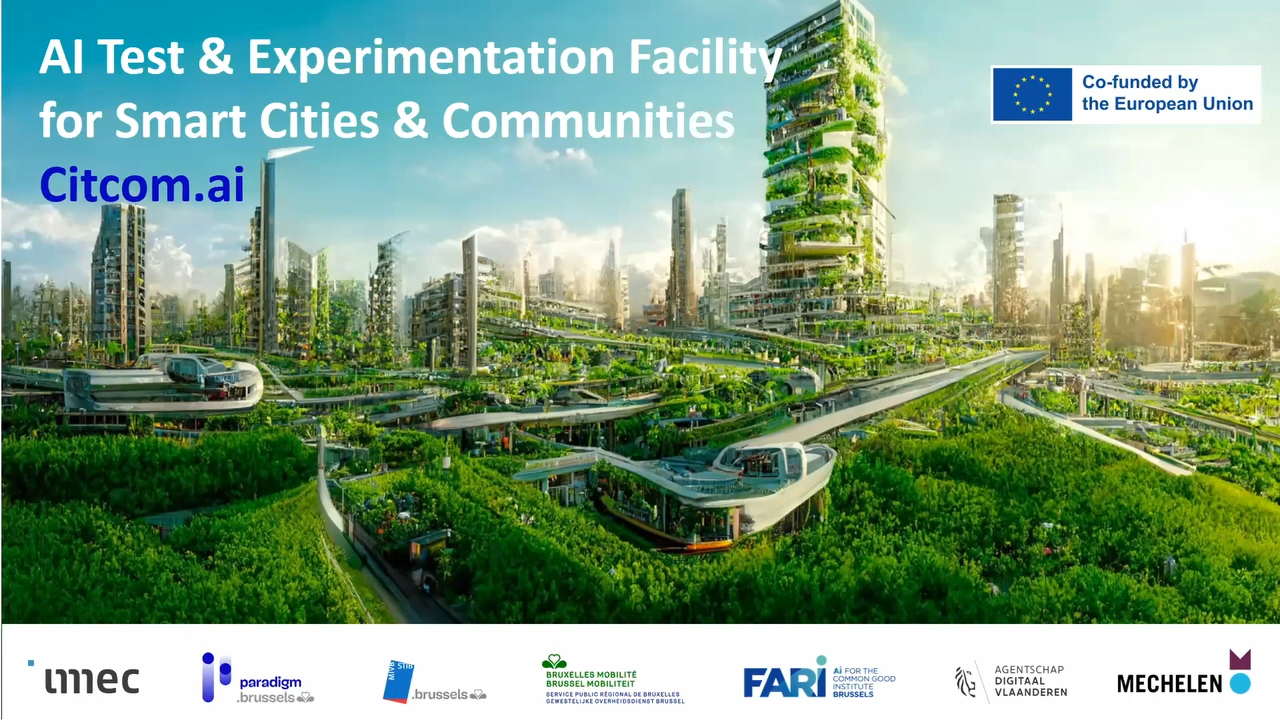 AI Test & Experimentation Facility
for Smart Cities & Communities
Citcom.ai
Co-funded by
the European Union
imec
paradigm
.brussels
MIVB STIB
.brussels
BRUXELLES MOBILITÉ
BRUSSEL MOBILITEIT
SERVICE PUBLIC RÉGIONAL DE BRUXELLES
GEWESTELIJKE OVERHEIDSDIENST BRUSSEL
FARI
AI FOR THE
COMMON GOOD
INSTITUTE
BRUSSELS
AGENTSCHAP
DIGITAAL
VLAANDEREN
MECHELEN